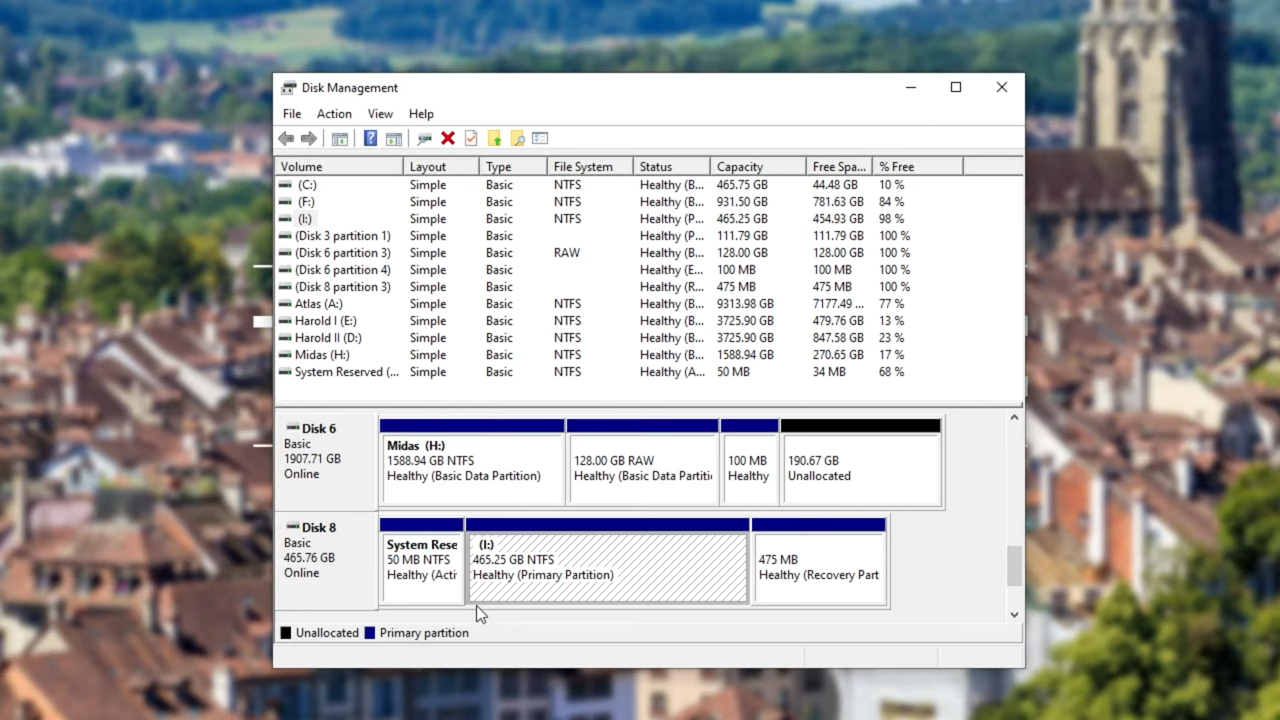 Disk Management
File Action View Help
Volume Layout Type File System Status Capacity Free Spa... % Free
(C:) Simple Basic NTFS Healthy (B... 465.75 GB 44.48 GB 10 %
(F:) Simple Basic NTFS Healthy (B... 931.50 GB 781.63 GB 84 %
(I:) Simple Basic NTFS Healthy (P... 465.25 GB 454.93 GB 98 %
(Disk 3 partition 1) Simple Basic Healthy (P... 111.79 GB 111.79 GB 100 %
(Disk 6 partition 3) Simple Basic RAW Healthy (B... 128.00 GB 128.00 GB 100 %
(Disk 6 partition 4) Simple Basic Healthy (E... 100 MB 100 MB 100 %
(Disk 8 partition 3) Simple Basic Healthy (R... 475 MB 475 MB 100 %
Atlas (A:) Simple Basic NTFS Healthy (B... 9313.98 GB 7177.49 ... 77 %
Harold I (E:) Simple Basic NTFS Healthy (B... 3725.90 GB 479.76 GB 13 %
Harold II (D:) Simple Basic NTFS Healthy (B... 3725.90 GB 847.58 GB 23 %
Midas (H:) Simple Basic NTFS Healthy (B... 1588.94 GB 270.65 GB 17 %
System Reserved (... Simple Basic NTFS Healthy (A... 50 MB 34 MB 68 %
Disk 6
Basic
1907.71 GB
Online
Midas (H:)
1588.94 GB NTFS
Healthy (Basic Data Partition)
128.00 GB RAW
Healthy (Basic Data Partitio
100 MB
Healthy
190.67 GB
Unallocated
Disk 8
Basic
465.76 GB
Online
System Rese
50 MB NTFS
Healthy (Acti
(I:)
465.25 GB NTFS
Healthy (Primary Partition)
475 MB
Healthy (Recovery Part
Unallocated Primary partition